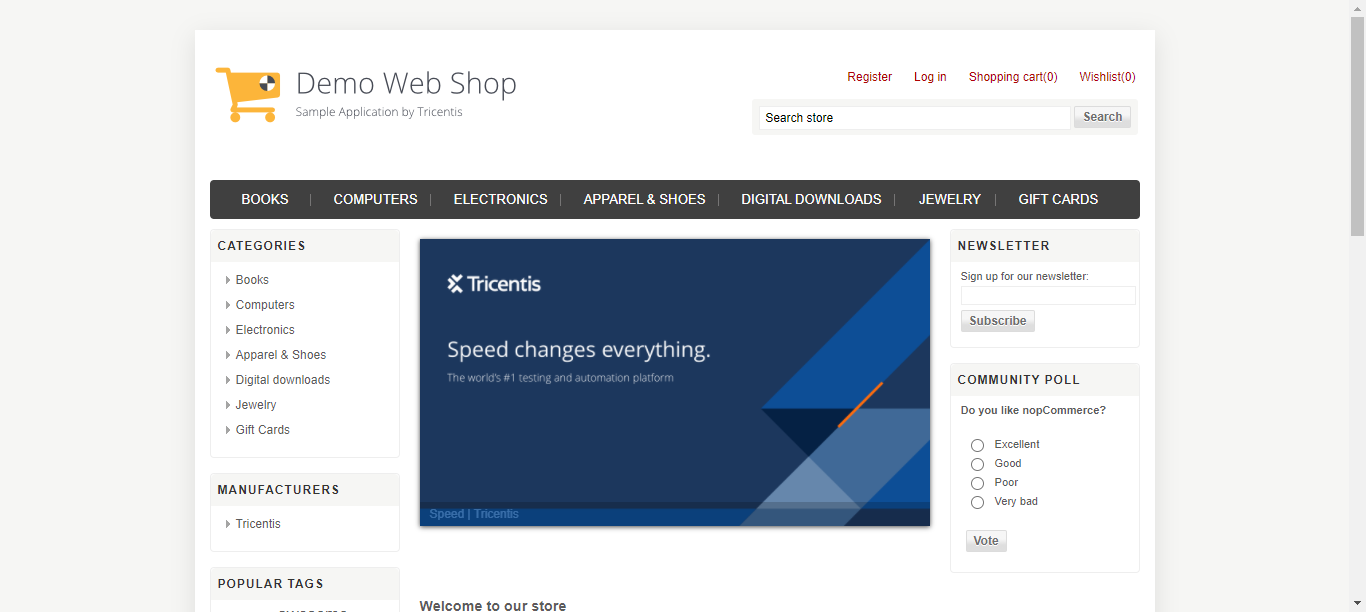 Demo Web Shop
Sample Application by Tricentis
Register Log in Shopping cart(0) Wishlist(0)
Search store Search
BOOKS COMPUTERS ELECTRONICS APPAREL & SHOES DIGITAL DOWNLOADS JEWELRY GIFT CARDS
CATEGORIES
Books
Computers
Electronics
Apparel & Shoes
Digital downloads
Jewelry
Gift Cards
MANUFACTURERS
Tricentis
POPULAR TAGS
Tricentis
Speed changes everything.
The world's #1 testing and automation platform
Speed | Tricentis
Welcome to our store
NEWSLETTER
Sign up for our newsletter:
Subscribe
COMMUNITY POLL
Do you like nopCommerce?
Excellent
Good
Poor
Very bad
Vote